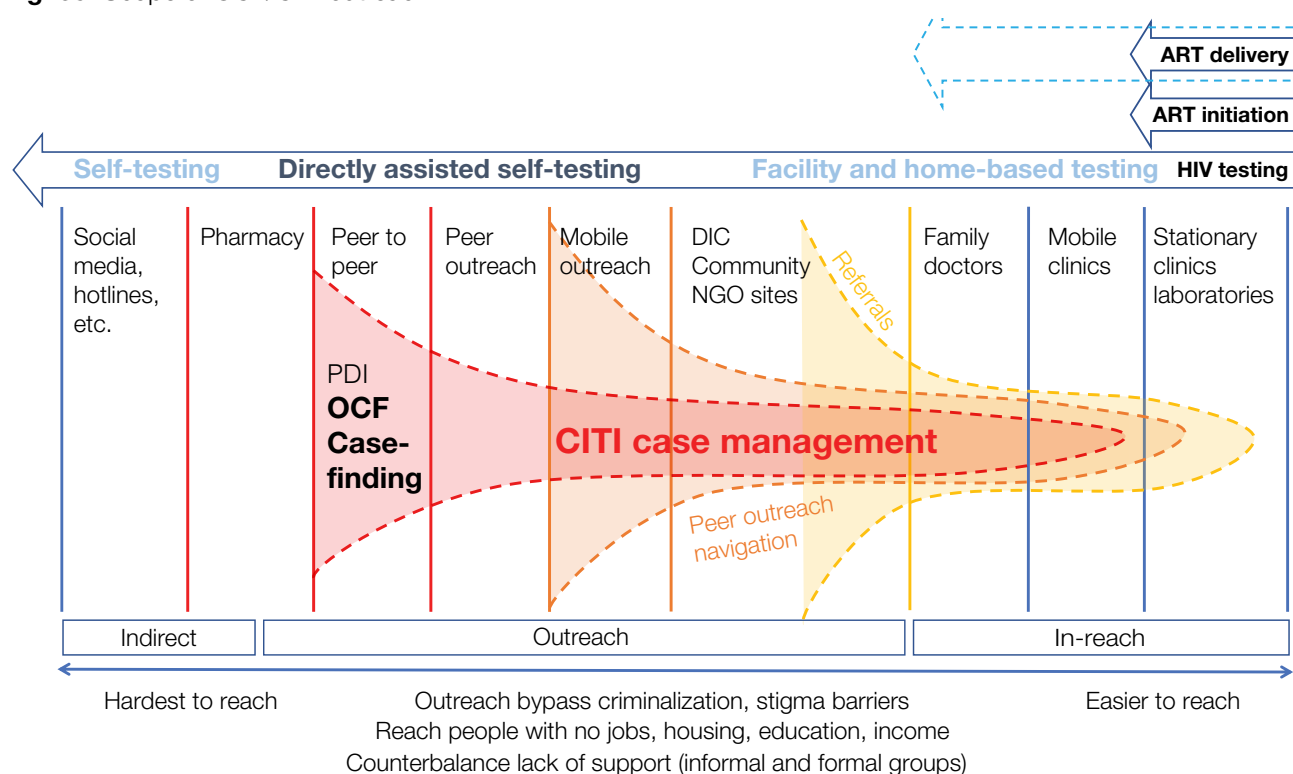 ART delivery
ART initiation
Self-testing Directly assisted self-testing Facility and home-based testing HIV testing
Social
media,
hotlines,
etc.
Pharmacy
Peer to
peer
Peer
outreach
Mobile
outreach
DIC
Community
NGO sites
Referrals
Family
doctors
Mobile
clinics
Stationary
clinics
laboratories
PDI
OCF
Case-
finding
CITI case management
Peer outreach
navigation
Indirect
Outreach
In-reach
Hardest to reach
Outreach bypass criminalization, stigma barriers
Reach people with no jobs, housing, education, income
Counterbalance lack of support (informal and formal groups)
Easier to reach